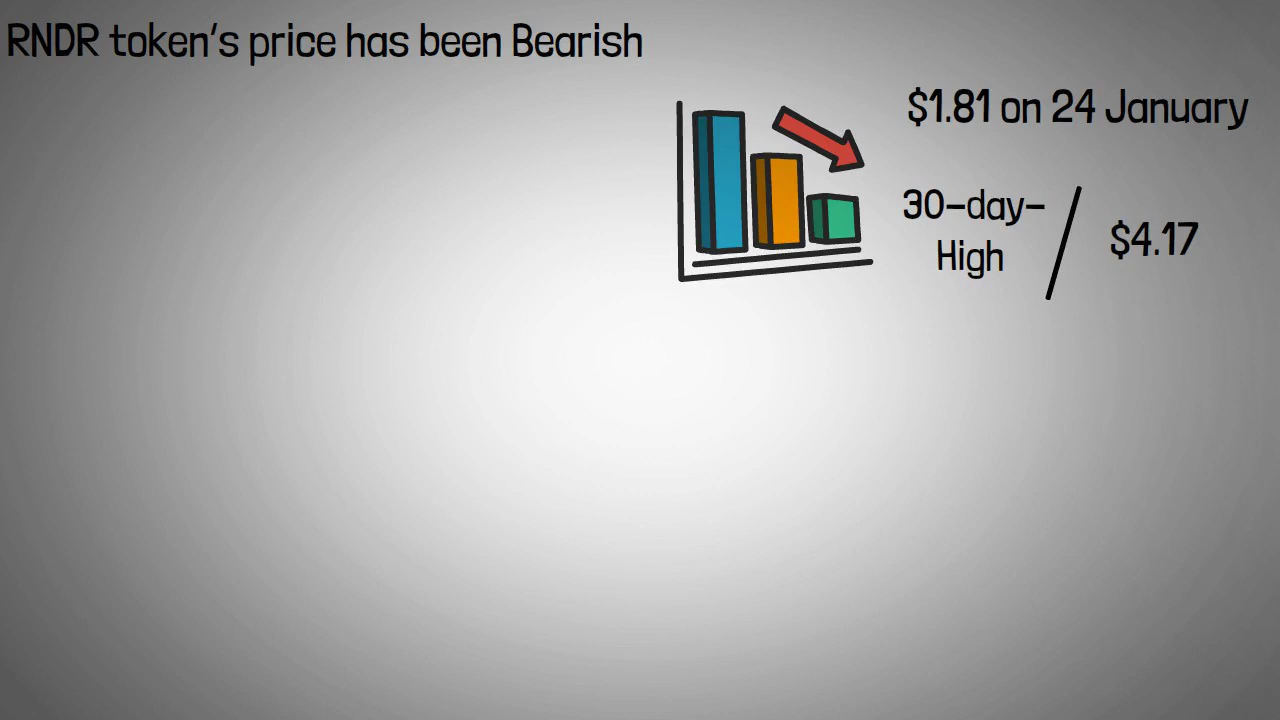 RNDR token's price has been Bearish
$1.81 on 24 January
30-day-
High
$4.17